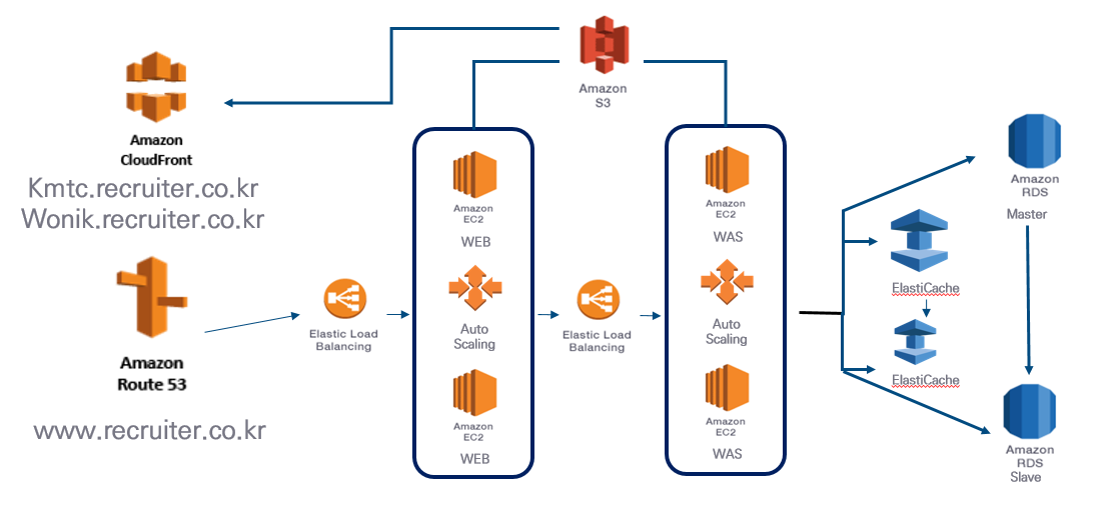 Amazon
S3
Amazon
CloudFront
Kmtc.recruiter.co.kr
Wonik.recruiter.co.kr
Amazon
Route 53
www.recruiter.co.kr
Elastic Load
Balancing
Amazon
EC2
WEB
Auto
Scaling
Amazon
EC2
WEB
Elastic Load
Balancing
Amazon
EC2
WAS
Auto
Scaling
Amazon
EC2
WAS
Amazon
RDS
Master
ElastiCache
ElastiCache
Amazon
RDS
Slave